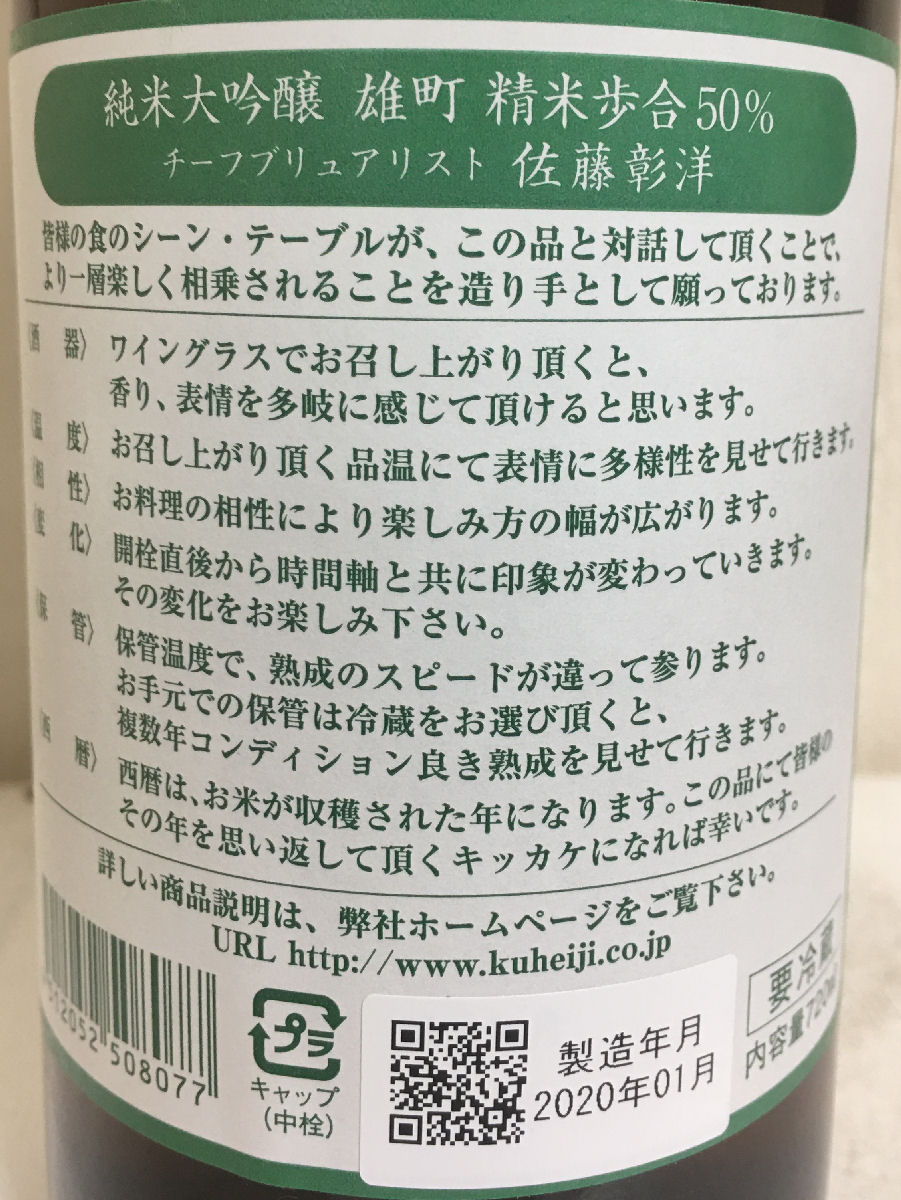 純米大吟醸 雄町 精米歩合50%
チーフブリュアリスト 佐藤彰洋
皆様の食のシーン・テーブルが、この品と対話して頂くことで、
より一層楽しく相乗されることを造り手として願っております。
〈酒 器〉 ワイングラスでお召し上がり頂くと、
香り、表情を多岐に感じて頂けると思います。
〈温 度〉 お召し上がり頂く品温にて表情に多様性を見せて行きます。
〈相 性〉 お料理の相性により楽しみ方の幅が広がります。
〈変 化〉 開栓直後から時間軸と共に印象が変わっていきます。
その変化をお楽しみ下さい。
〈保 管〉 保管温度で、熟成のスピードが違って参ります。
お手元での保管は冷蔵をお選び頂くと、
複数年コンディション良き熟成を見せて行きます。
西 暦〉 西暦は、お米が収穫された年になります。この品にて皆様の
その年を思い返して頂くキッカケになれば幸いです。
詳しい商品説明は、弊社ホームページをご覧下さい。
URL http://www.kuheiji.co.jp
要冷蔵
内容量720
12052 508077
プラ
キャップ
(中栓)
製造年月
2020年01月